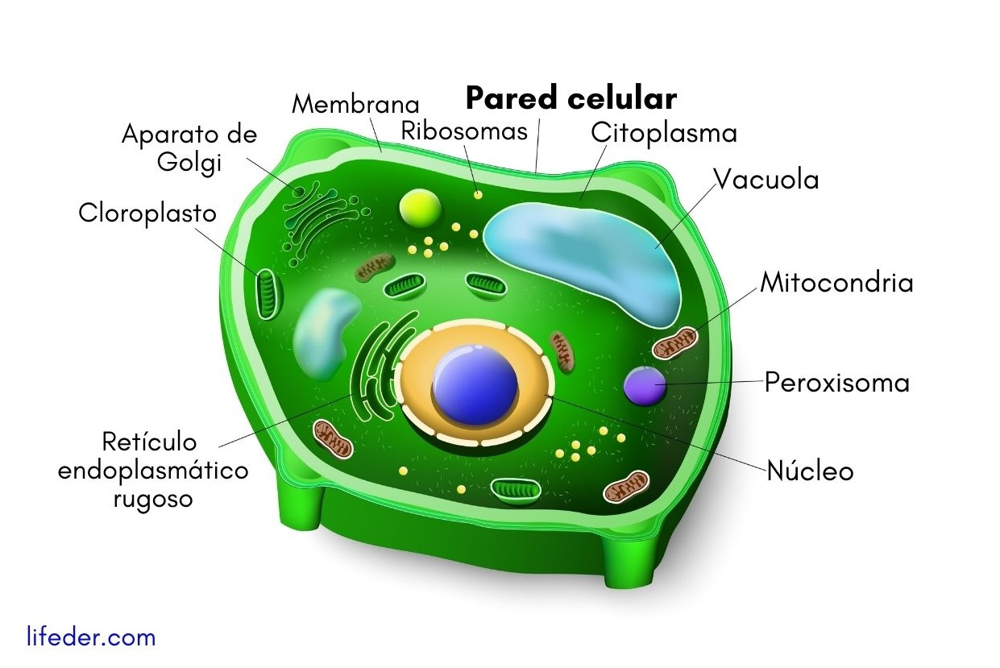 Pared celular
Membrana
Ribosomas
Citoplasma
Aparato de
Golgi
Vacuola
Cloroplasto
Mitocondria
Peroxisoma
Retículo
endoplasmático
rugoso
Núcleo
lifeder.com